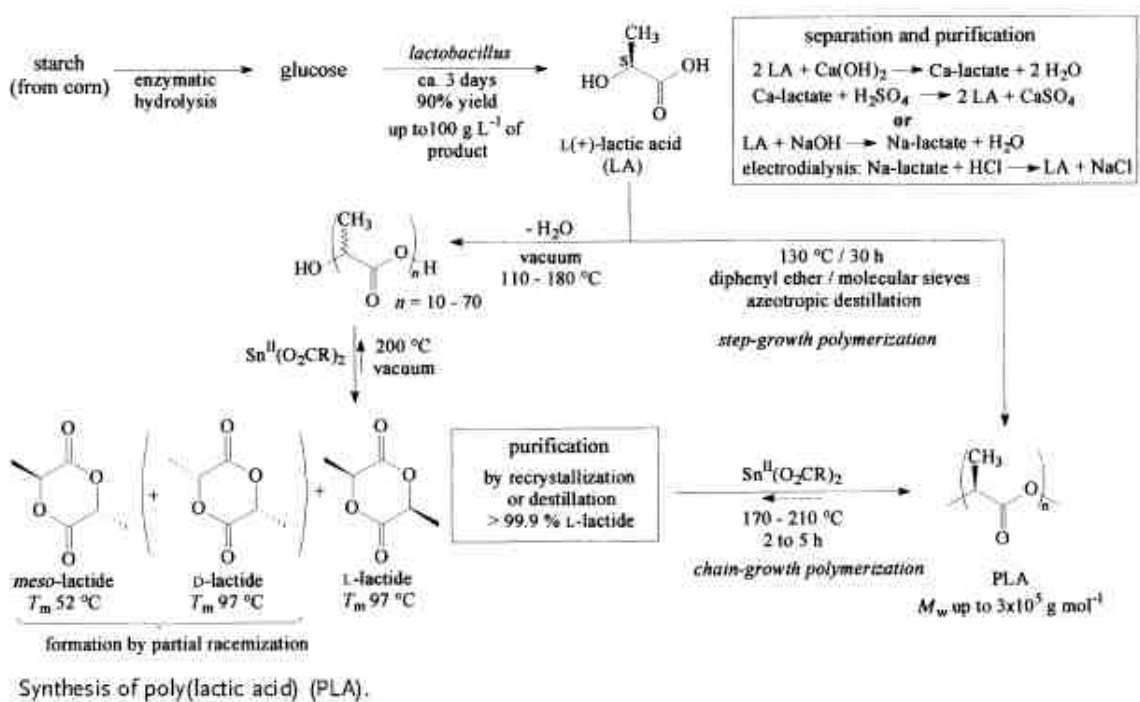 starch
(from corn)
enzymatic
hydrolysis
glucose
lactobacillus
ca. 3 days
90% yield
up to100 g L⁻¹ of
product
CH₃
S
HO
OH
O
L(+)-lactic acid
(LA)
separation and purification
2 LA + Ca(OH)₂ → Ca-lactate + 2 H₂O
Ca-lactate + H₂SO₄ → 2 LA + CaSO₄
or
LA + NaOH → Na-lactate + H₂O
electrodialysis: Na-lactate + HCl → LA + NaCl
- H₂O
vacuum
110 - 180 °C
CH₃
HO
O
n
H
O
n = 10 - 70
130 °C / 30 h
diphenyl ether / molecular sieves
azeotropic destillation
step-growth polymerization
Snᴵᴵ(O₂CR)₂
200 °C
vacuum
O
O
O
O
meso-lactide
Tm 52 °C
+
O
O
O
O
D-lactide
Tm 97 °C
+
O
O
O
O
L-lactide
Tm 97 °C
formation by partial racemization
purification
by recrystallization
or destillation
> 99.9 % L-lactide
Snᴵᴵ(O₂CR)₂
170 - 210 °C
2 to 5 h
chain-growth polymerization
CH₃
O
n
O
PLA
Mw up to 3x10⁵ g mol⁻¹
Synthesis of poly(lactic acid) (PLA).